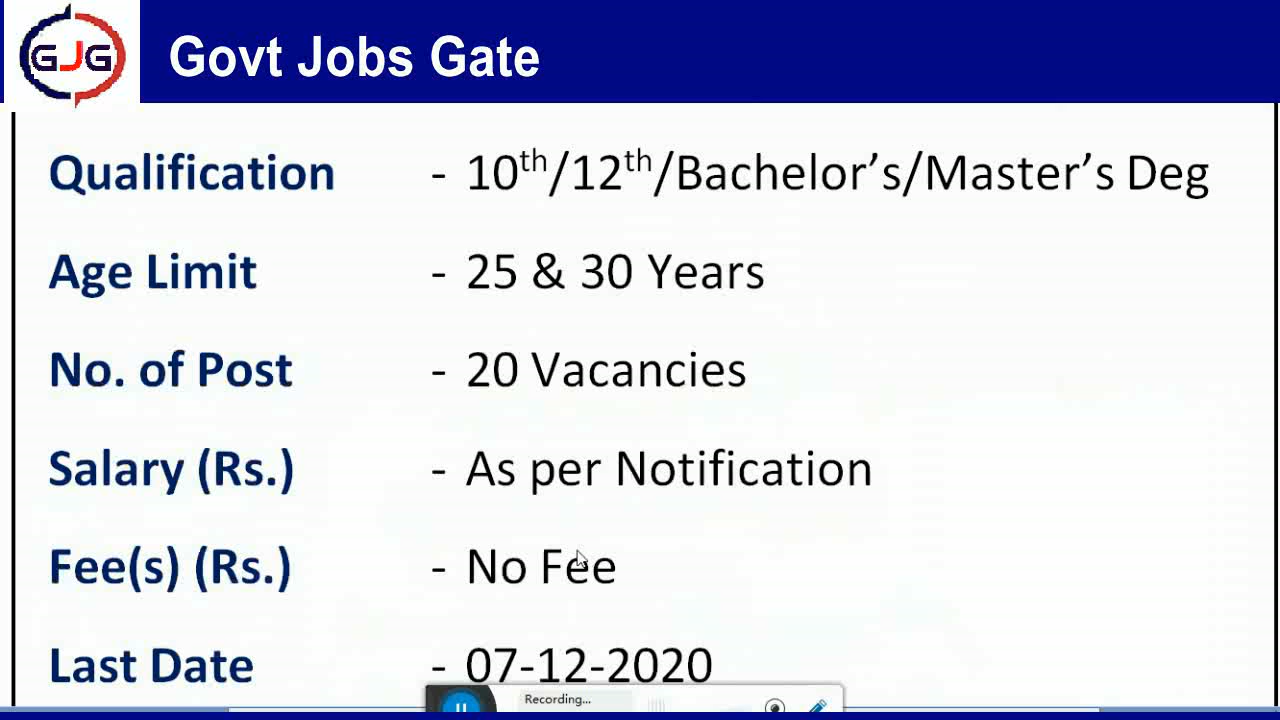 GJG Govt Jobs Gate
Qualification - 10th/12th/Bachelor’s/Master’s Deg
Age Limit - 25 & 30 Years
No. of Post - 20 Vacancies
Salary (Rs.) - As per Notification
Fee(s) (Rs.) - No Fee
Last Date - 07-12-2020
Recording...